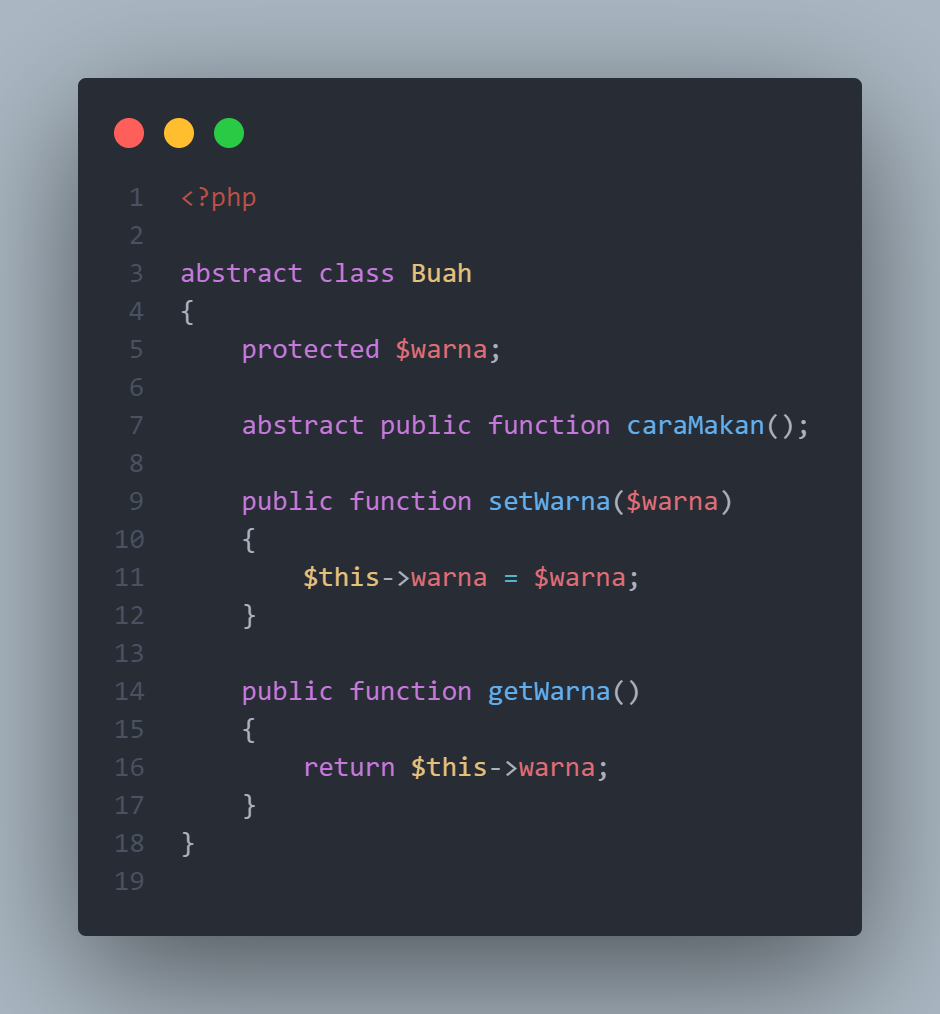 1 <?php
2
3 abstract class Buah
4 {
5     protected $warna;
6
7     abstract public function caraMakan();
8
9     public function setWarna($warna)
10     {
11         $this->warna = $warna;
12     }
13
14     public function getWarna()
15     {
16         return $this->warna;
17     }
18 }
19